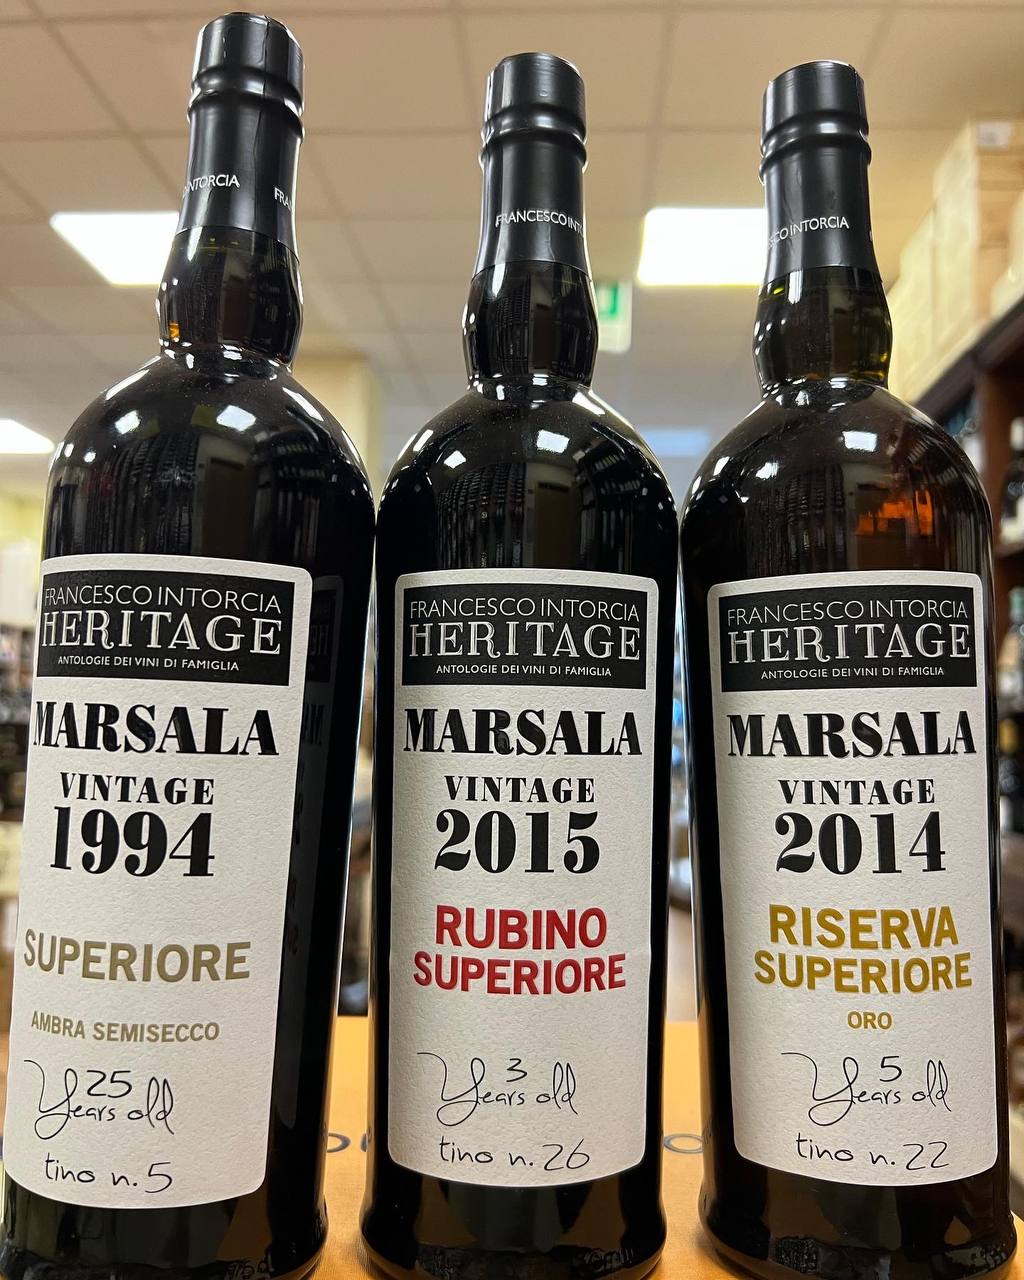 INTORCIA
FRANCESCO
FRANCESCO INTORCIA
HERITAGE
ANTOLOGIE DEI VINI DI FAMIGLIA
MARSALA
VINTAGE
1994
SUPERIORE
AMBRA SEMISECCO
25
Years old
tino n. 5
FRANCESCO INTORCIA
HERITAGE
ANTOLOGIE DEI VINI DI FAMIGLIA
MARSALA
VINTAGE
2015
RUBINO
SUPERIORE
3
Years old
tino n. 26
INTORCIA
FRANCESCO INTORCIA
HERITAGE
ANTOLOGIE DEI VINI DI FAMIGLIA
MARSALA
VINTAGE
2014
RISERVA
SUPERIORE
ORO
5
Years old
tino n. 22